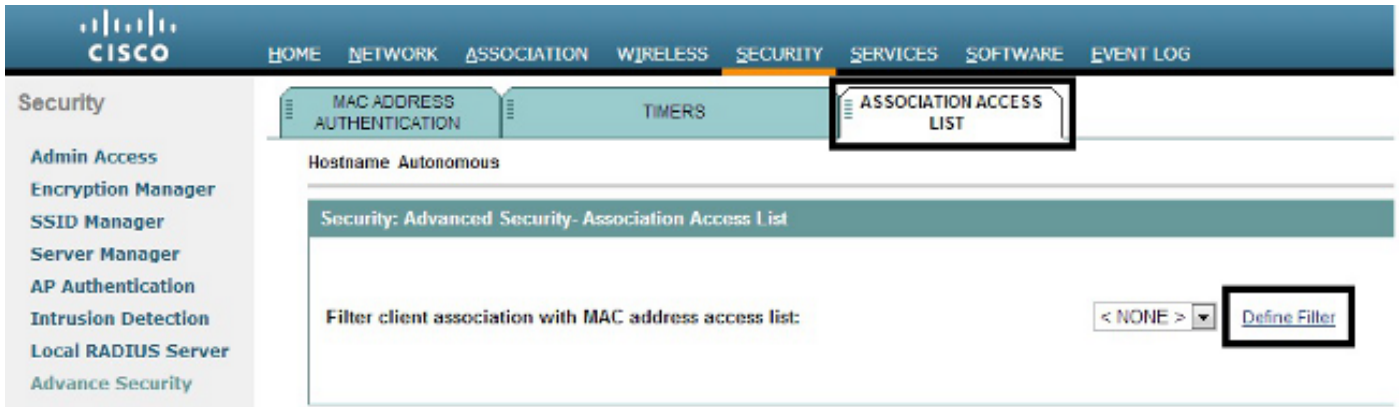 CISCO
HOME NETWORK ASSOCIATION WIRELESS SECURITY SERVICES SOFTWARE EVENT LOG
Security
Admin Access
Encryption Manager
SSID Manager
Server Manager
AP Authentication
Intrusion Detection
Local RADIUS Server
Advance Security
MAC ADDRESS
AUTHENTICATION
TIMERS
ASSOCIATION ACCESS
LIST
Hostname Autonomous
Security: Advanced Security- Association Access List
Filter client association with MAC address access list:
< NONE >
Define Filter